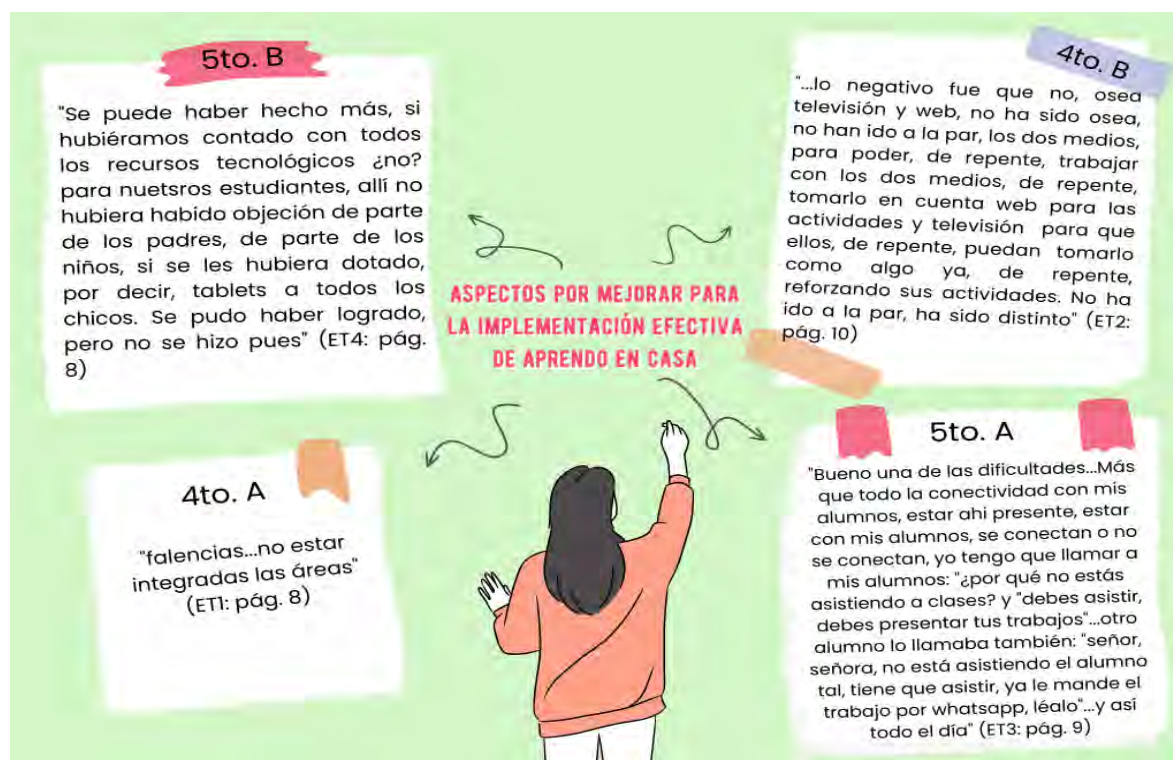 5to. B
"Se puede haber hecho más, si
hubiéramos contado con todos
los recursos tecnológicos ¿no?
para nuetsros estudiantes, allí no
hubiera habido objeción de parte
de los padres, de parte de los
niños, si se les hubiera dotado,
por decir, tablets a todos los
chicos. Se pudo haber logrado,
pero no se hizo pues" (ET4: pág.
8)
4to. B
"...lo negativo fue que no, osea
televisión y web, no ha sido osea,
no han ido a la par, los dos medios,
para poder, de repente, trabajar
con los dos medios, de repente,
tomarlo en cuenta web para las
actividades y televisión para que
ellos, de repente, puedan tomarlo
como algo ya, de repente,
reforzando sus actividades. No ha
ido a la par, ha sido distinto" (ET2:
pág. 10)
ASPECTOS POR MEJORAR PARA
LA IMPLEMENTACIÓN EFECTIVA
DE APRENDO EN CASA
4to. A
"falencias...no estar
integradas las áreas"
(ET1: pág. 8)
5to. A
"Bueno una de las dificultades...Más
que todo la conectividad con mis
alumnos, estar ahi presente, estar
con mis alumnos, se conectan o no
se conectan, yo tengo que llamar a
mis alumnos: "¿por qué no estás
asistiendo a clases? y "debes asistir,
debes presentar tus trabajos"...otro
alumno lo llamaba también: "señor,
señora, no está asistiendo el alumno
tal, tiene que asistir, ya le mande el
trabajo por whatsapp, léalo"...y así
todo el día" (ET3: pág. 9)